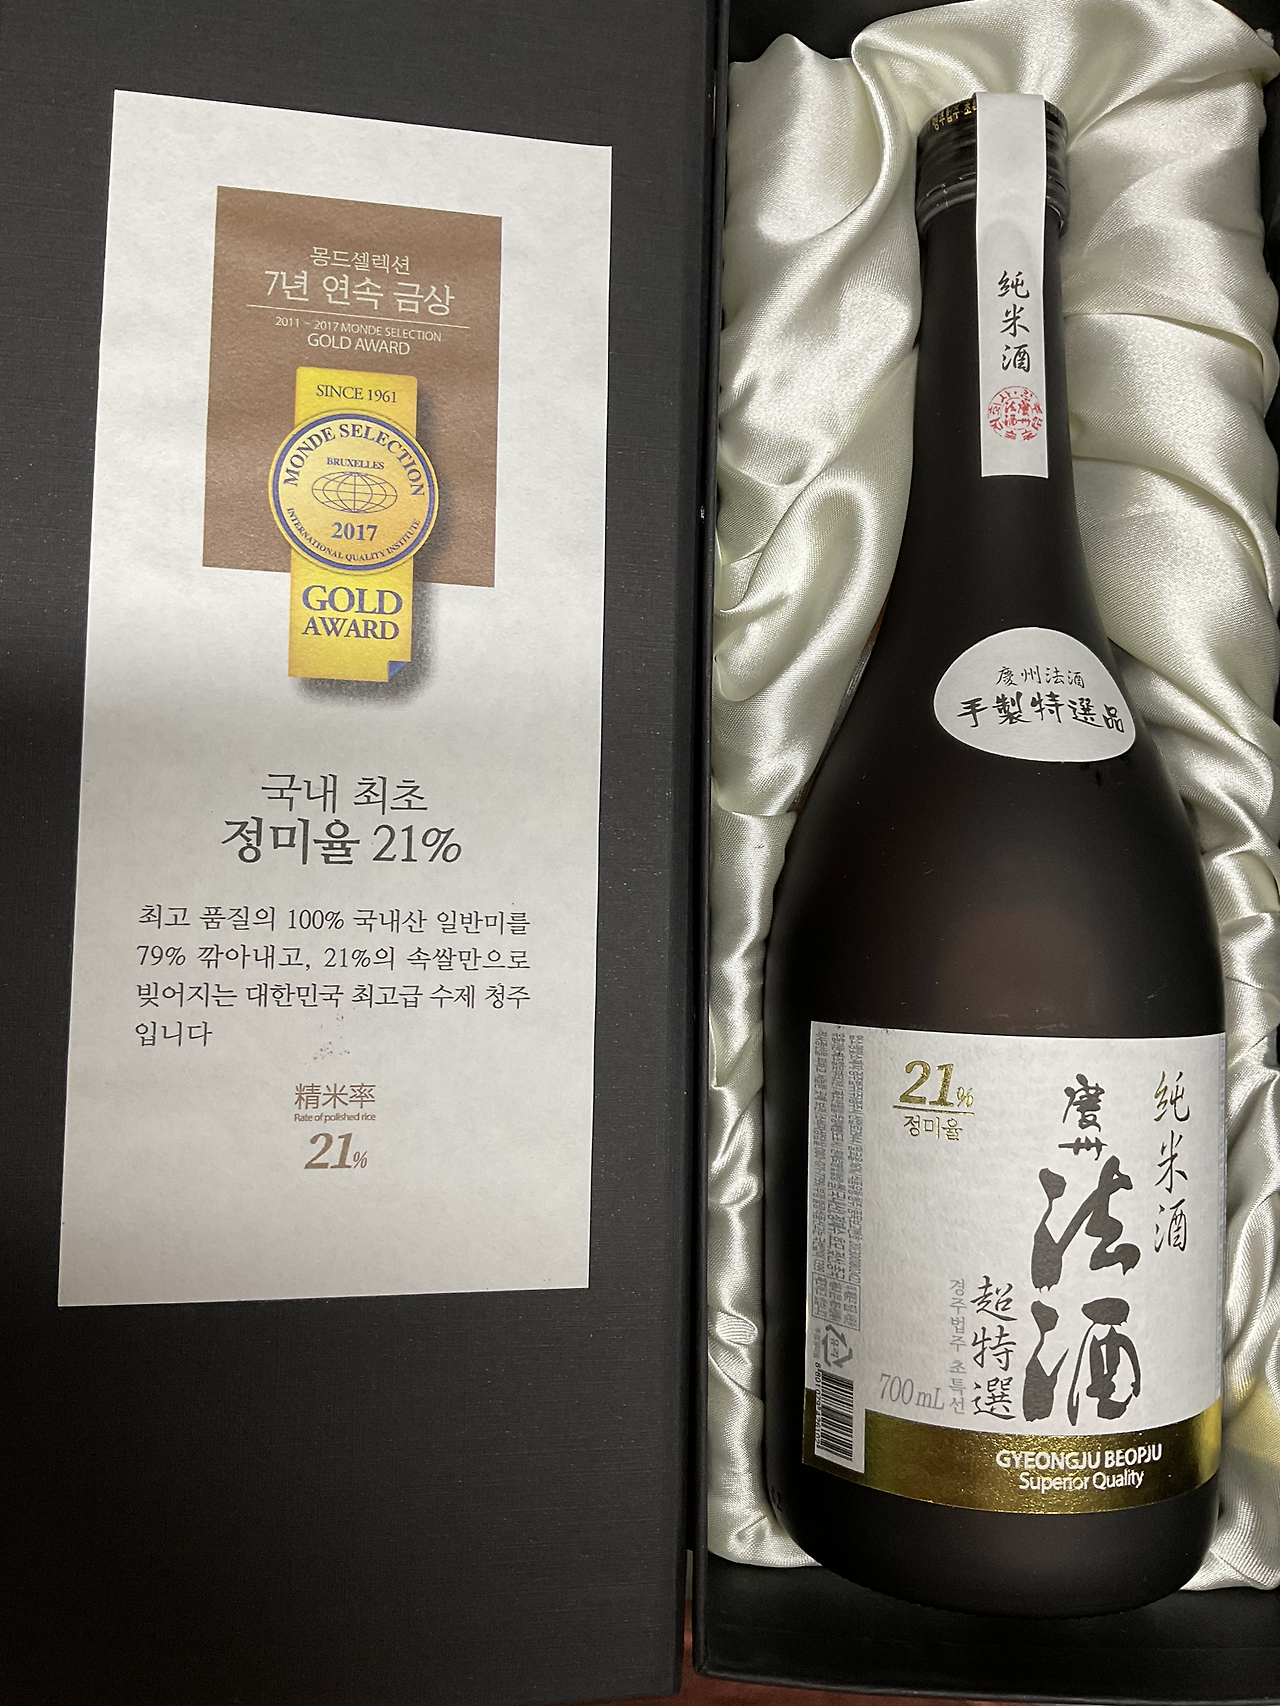 몽드셀렉션
7년 연속 금상
2011 ~ 2017 MONDE SELECTION
GOLD AWARD
SINCE 1961
MONDE SELECTION
BRUXELLES
2017
INTERNATIONAL QUALITY INSTITUTE
GOLD
AWARD
국내 최초
정미율 21%
최고 품질의 100% 국내산 일반미를
79% 깎아내고, 21%의 속쌀만으로
빚어지는 대한민국 최고급 수제 청주
입니다
精米率
Rate of polished rice
21%
純米酒
慶州法酒
手製特選品
21%
정미율
純米酒
慶州法酒
超特選
경주법주 초특선
700 mL
GYEONGJU BEOPJU
Superior Quality